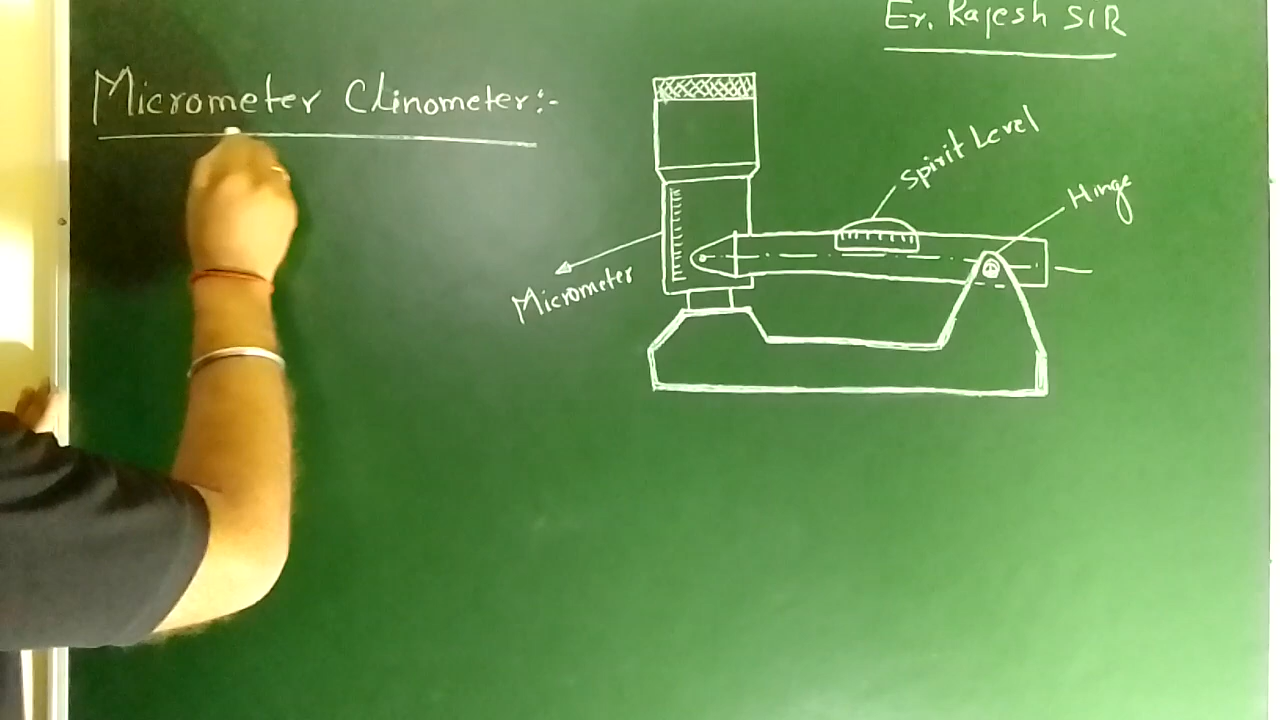 Er. Rajesh SIR
Micrometer Clinometer:-
Spirit Level
Hinge
Micrometer